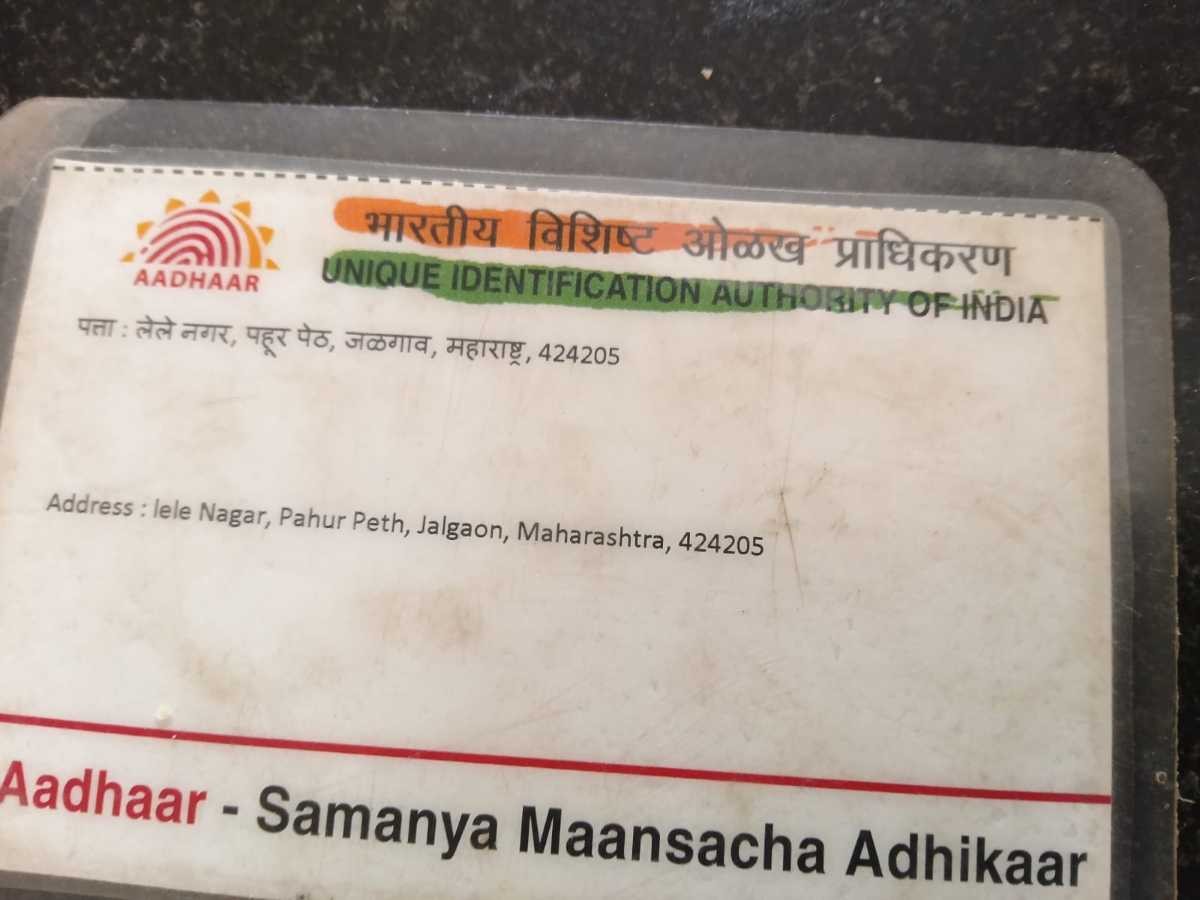 भारतीय विशिष्ट ओळख प्राधिकरण
AADHAAR
UNIQUE IDENTIFICATION AUTHORITY OF INDIA
पत्ता : लेले नगर, पहूर पेठ, जळगाव, महाराष्ट्र, 424205
Address : lele Nagar, Pahur Peth, Jalgaon, Maharashtra, 424205
Aadhaar - Samanya Maansacha Adhikaar